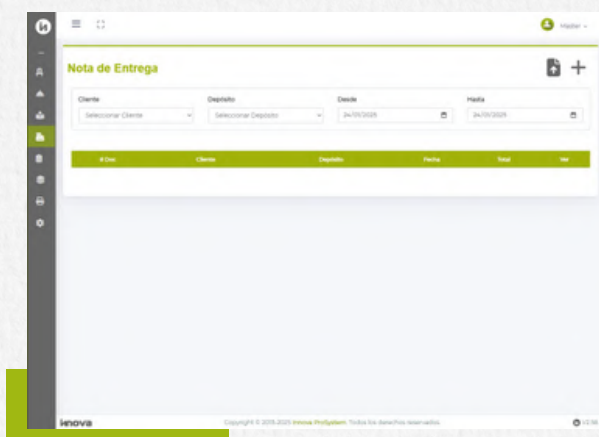 Master
Nota de Entrega
Cliente Depósito Desde Hasta
Seleccionar Cliente Seleccionar Depósito 24/01/2025 24/01/2025
# Doc Cliente Depósito Fecha Total Ver
innova Copyright © 2015-2025 Innova ProSystem. Todos los derechos reservados.